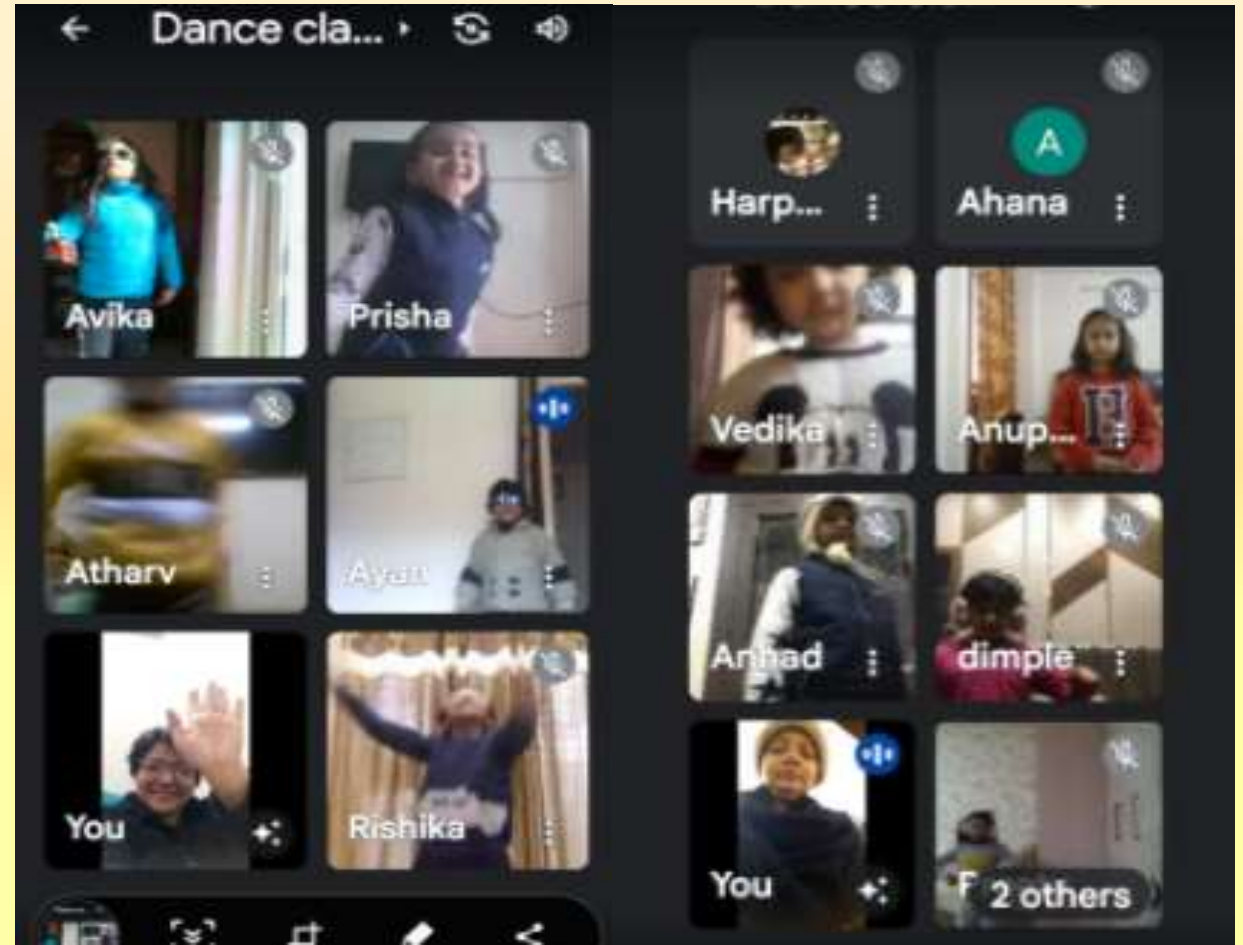 Dance cla...
Avika
Prisha
Atharv
Ayan
You
Rishika
Harp...
Ahana
A
Vedika
Anup...
Anhad
dimple
You
F 2 others